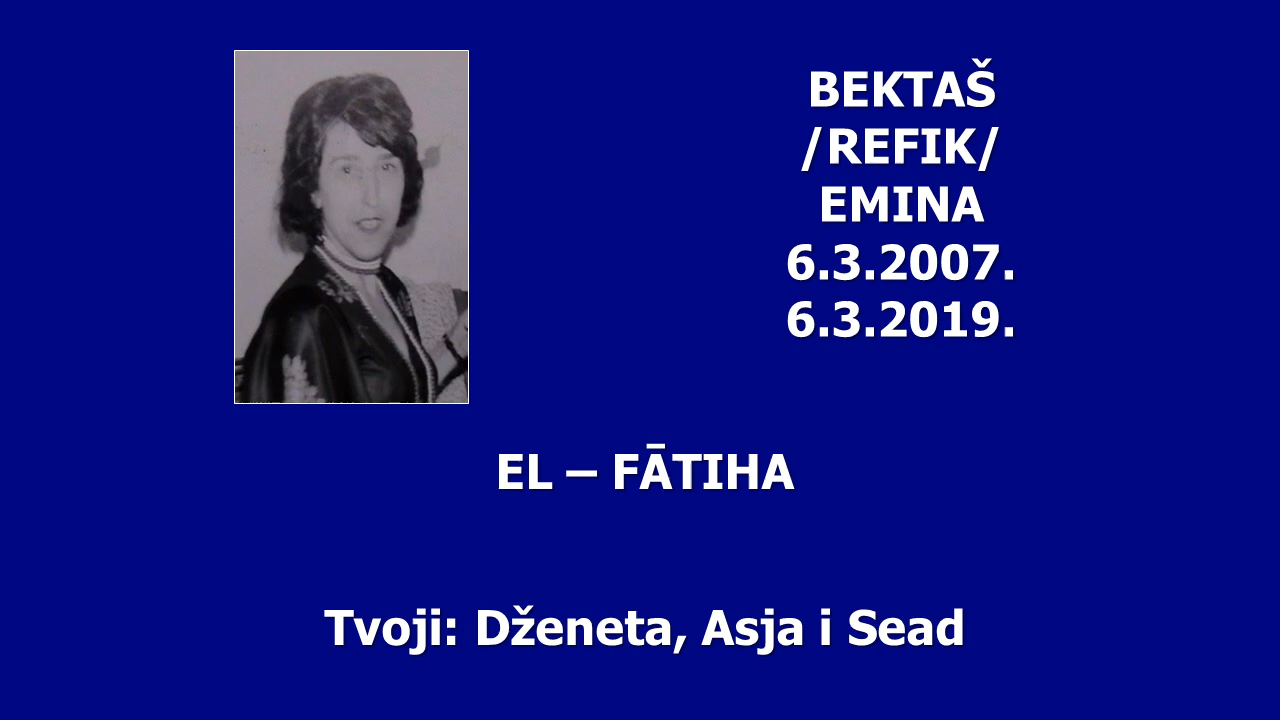 BEKTAŠ
/REFIK/
EMINA
6.3.2007.
6.3.2019.
EL – FĀTIHA
Tvoji: Dženeta, Asja i Sead